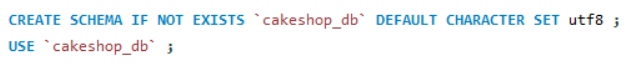 CREATE SCHEMA IF NOT EXISTS `cakeshop_db` DEFAULT CHARACTER SET utf8 ;
USE `cakeshop_db` ;